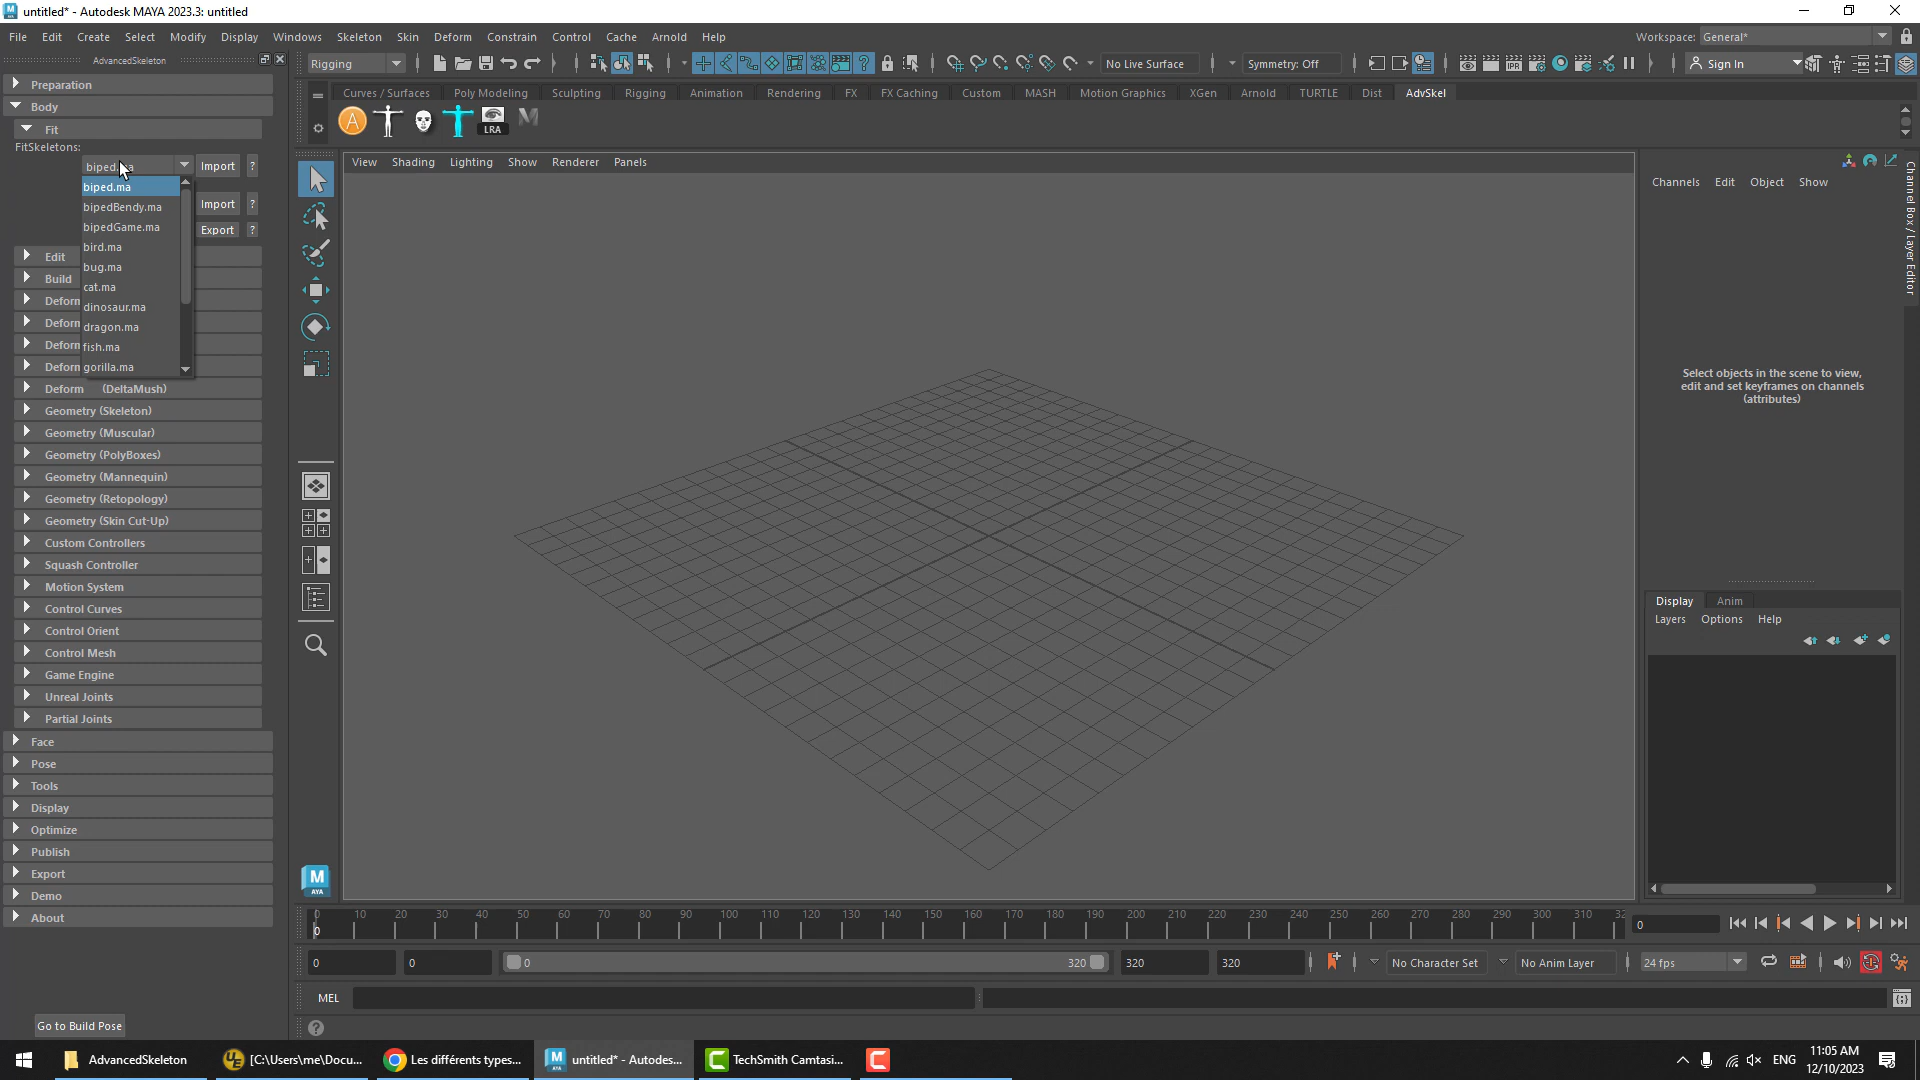 untitled* - Autodesk MAYA 2023.3: untitled
File Edit Create Select Modify Display Windows Skeleton Skin Deform Constrain Control Cache Arnold Help
Workspace: General*
AdvancedSkeleton
Rigging
No Live Surface
Symmetry: Off
Sign In
Preparation
Body
Fit
FitSkeletons:
biped.ma Import ?
biped.ma
bipedBendy.ma
bipedGame.ma
bird.ma
bug.ma
cat.ma
dinosaur.ma
dragon.ma
fish.ma
gorilla.ma
Import ?
Export ?
Edit
Build
Deform
Deform
Deform
Deform
Deform (DeltaMush)
Geometry (Skeleton)
Geometry (Muscular)
Geometry (PolyBoxes)
Geometry (Mannequin)
Geometry (Retopology)
Geometry (Skin Cut-Up)
Custom Controllers
Squash Controller
Motion System
Control Curves
Control Orient
Control Mesh
Game Engine
Unreal Joints
Partial Joints
Face
Pose
Tools
Display
Optimize
Publish
Export
Demo
About
Go to Build Pose
Curves / Surfaces Poly Modeling Sculpting Rigging Animation Rendering FX FX Caching Custom MASH Motion Graphics XGen Arnold TURTLE Dist AdvSkel
LRA
View Shading Lighting Show Renderer Panels
Channels Edit Object Show
Channel Box / Layer Editor
Select objects in the scene to view,
edit and set keyframes on channels
(attributes)
Display Anim
Layers Options Help
M
AYA
0 10 20 30 40 50 60 70 80 90 100 110 120 130 140 150 160 170 180 190 200 210 220 230 240 250 260 270 280 290 300 310
0
0
0 0 0 320 320 320
No Character Set
No Anim Layer
24 fps
MEL
AdvancedSkeleton
[C:\Users\me\Docu...
Les différents types...
untitled* - Autodes...
TechSmith Camtasi...
ENG
11:05 AM
12/10/2023